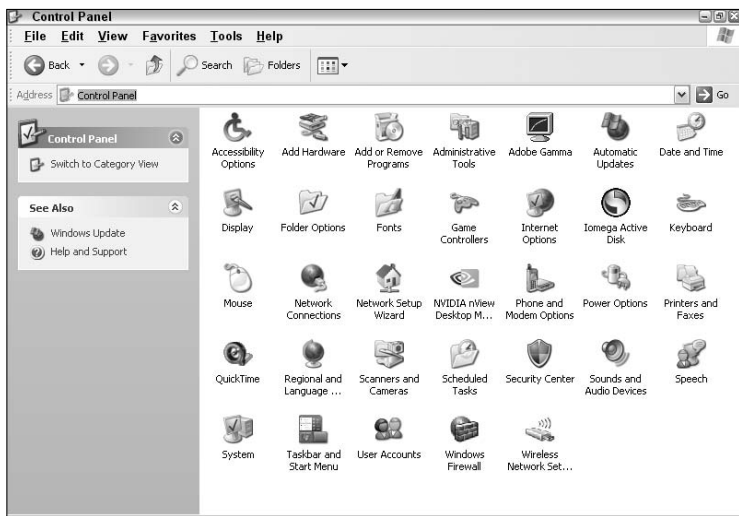 Control Panel
File Edit View Favorites Tools Help
Back Search Folders
Address Control Panel Go
Control Panel
Switch to Category View
See Also
Windows Update
Help and Support
Accessibility Options
Add Hardware
Add or Remove Programs
Administrative Tools
Adobe Gamma
Automatic Updates
Date and Time
Display
Folder Options
Fonts
Game Controllers
Internet Options
Iomega Active Disk
Keyboard
Mouse
Network Connections
Network Setup Wizard
NVIDIA nView Desktop M...
Phone and Modem Options
Power Options
Printers and Faxes
QuickTime
Regional and Language ...
Scanners and Cameras
Scheduled Tasks
Security Center
Sounds and Audio Devices
Speech
System
Taskbar and Start Menu
User Accounts
Windows Firewall
Wireless Network Set...